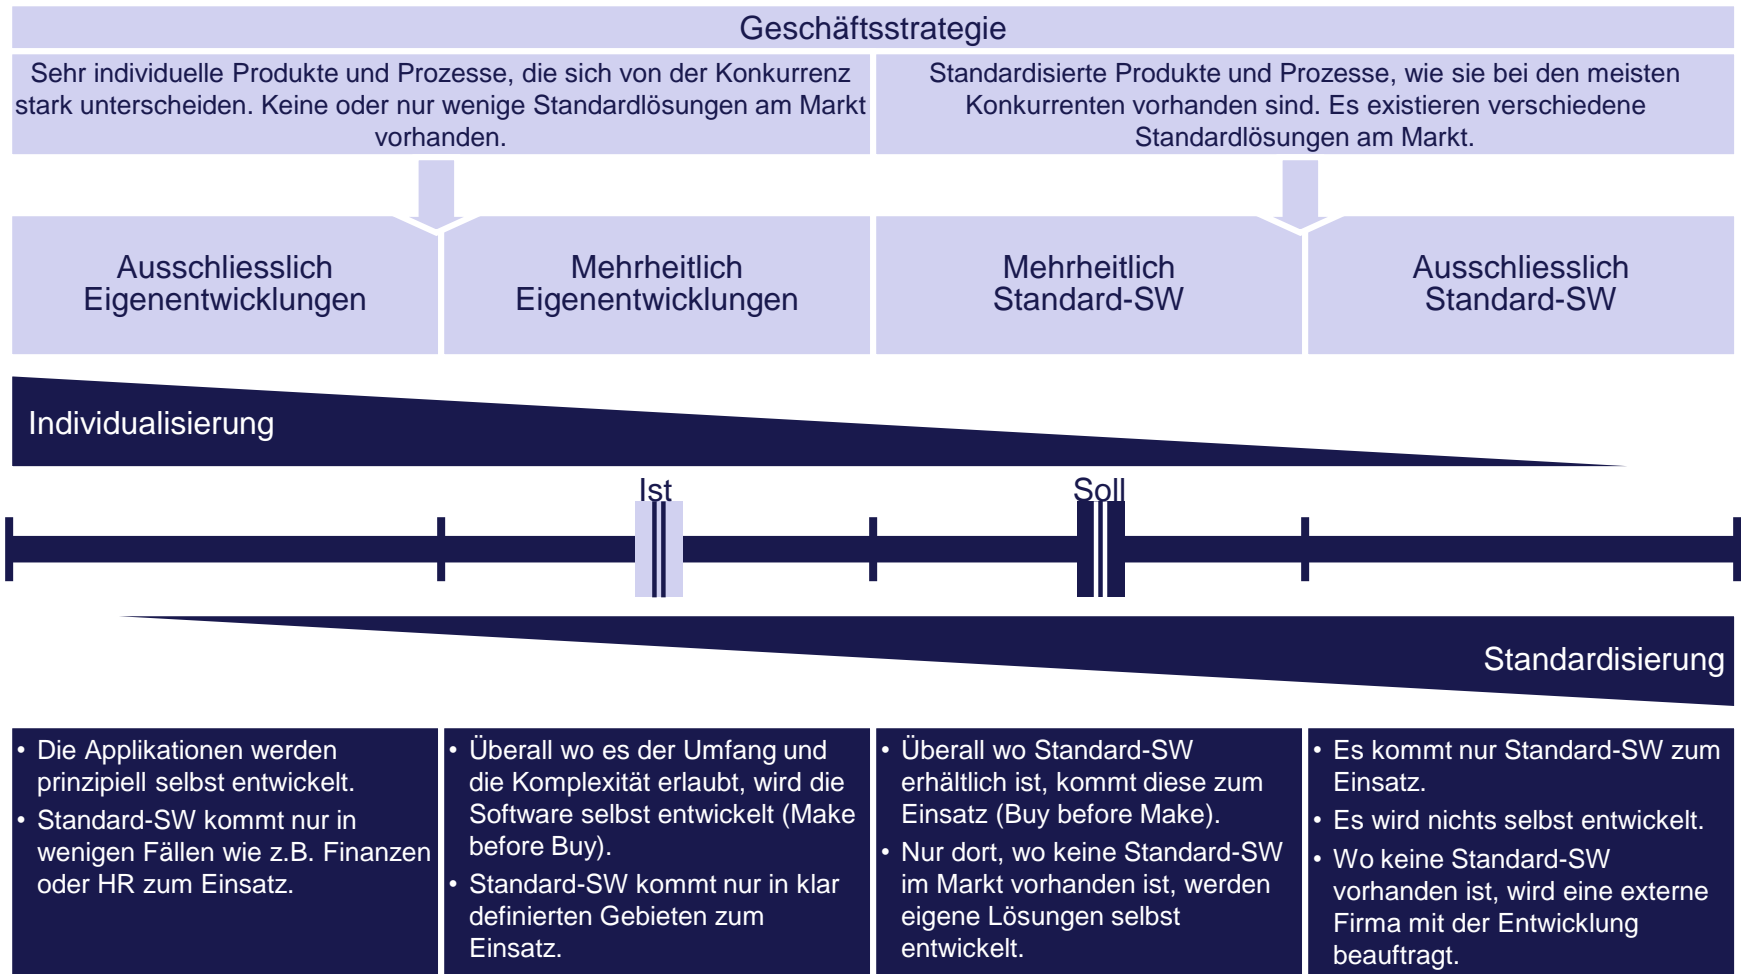 Geschäftsstrategie
Sehr individuelle Produkte und Prozesse, die sich von der Konkurrenz
stark unterscheiden. Keine oder nur wenige Standardlösungen am Markt
vorhanden.
Standardisierte Produkte und Prozesse, wie sie bei den meisten
Konkurrenten vorhanden sind. Es existieren verschiedene
Standardlösungen am Markt.
Ausschliesslich
Eigenentwicklungen
Mehrheitlich
Eigenentwicklungen
Mehrheitlich
Standard-SW
Ausschliesslich
Standard-SW
Individualisierung
Ist
Soll
Standardisierung
• Die Applikationen werden
prinzipiell selbst entwickelt.
• Standard-SW kommt nur in
wenigen Fällen wie z.B. Finanzen
oder HR zum Einsatz.
• Überall wo es der Umfang und
die Komplexität erlaubt, wird die
Software selbst entwickelt (Make
before Buy).
• Standard-SW kommt nur in klar
definierten Gebieten zum
Einsatz.
• Überall wo Standard-SW
erhältlich ist, kommt diese zum
Einsatz (Buy before Make).
• Nur dort, wo keine Standard-SW
im Markt vorhanden ist, werden
eigene Lösungen selbst
entwickelt.
• Es kommt nur Standard-SW zum
Einsatz.
• Es wird nichts selbst entwickelt.
• Wo keine Standard-SW
vorhanden ist, wird eine externe
Firma mit der Entwicklung
beauftragt.